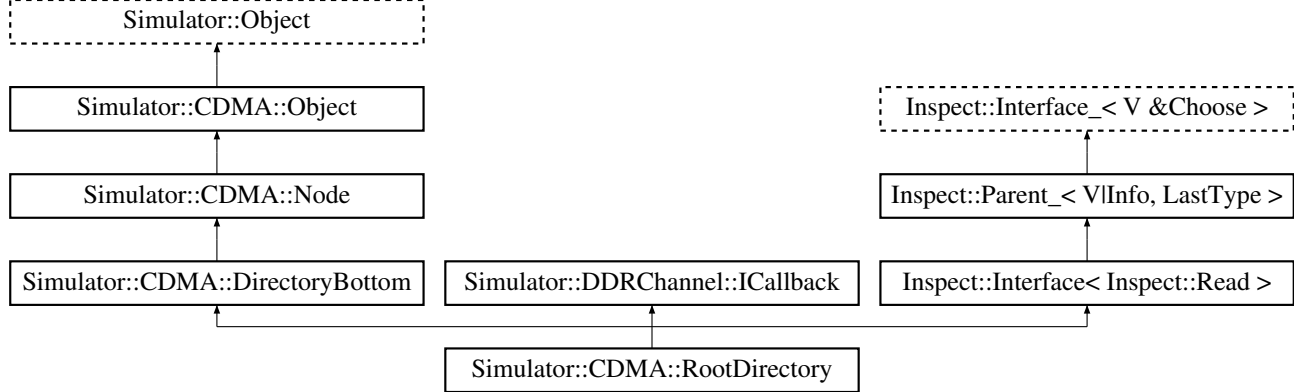 Simulator::Object
Simulator::CDMA::Object
Inspect::Interface_< V &Choose >
Simulator::CDMA::Node
Inspect::Parent_< V|Info, LastType >
Simulator::CDMA::DirectoryBottom
Simulator::DDRChannel::ICallback
Inspect::Interface< Inspect::Read >
Simulator::CDMA::RootDirectory